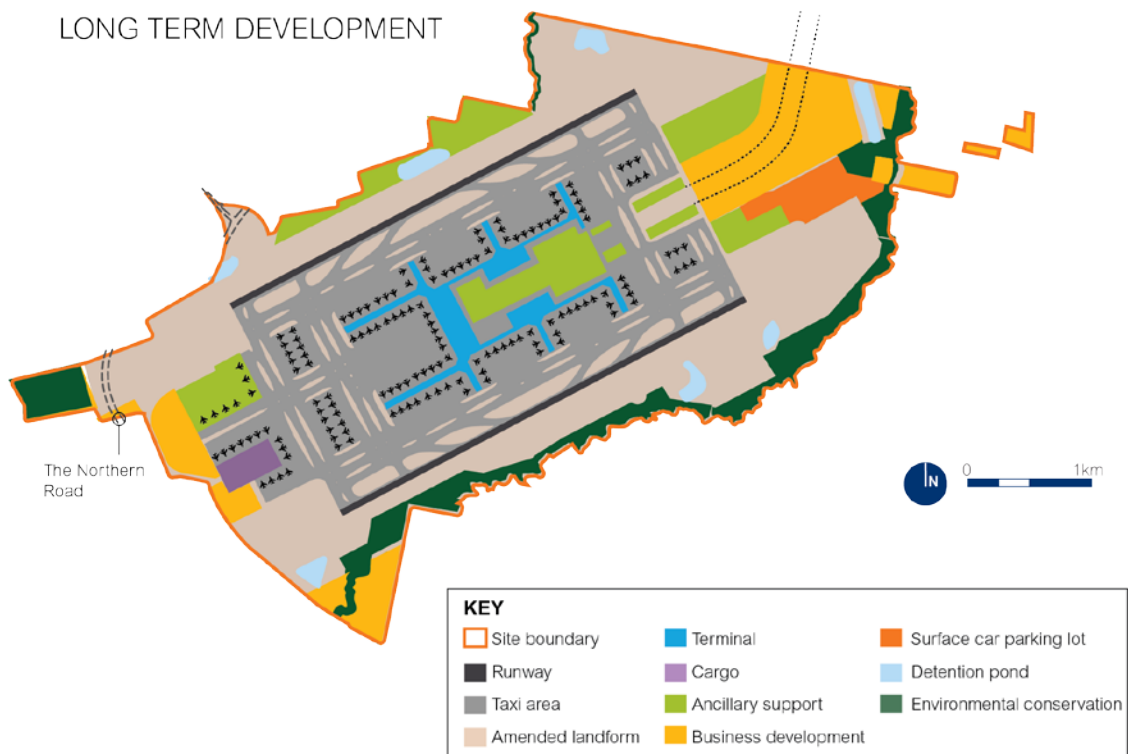 LONG TERM DEVELOPMENT
The Northern
Road
N
0 1km
KEY
Site boundary
Terminal
Surface car parking lot
Runway
Cargo
Detention pond
Taxi area
Ancillary support
Environmental conservation
Amended landform
Business development